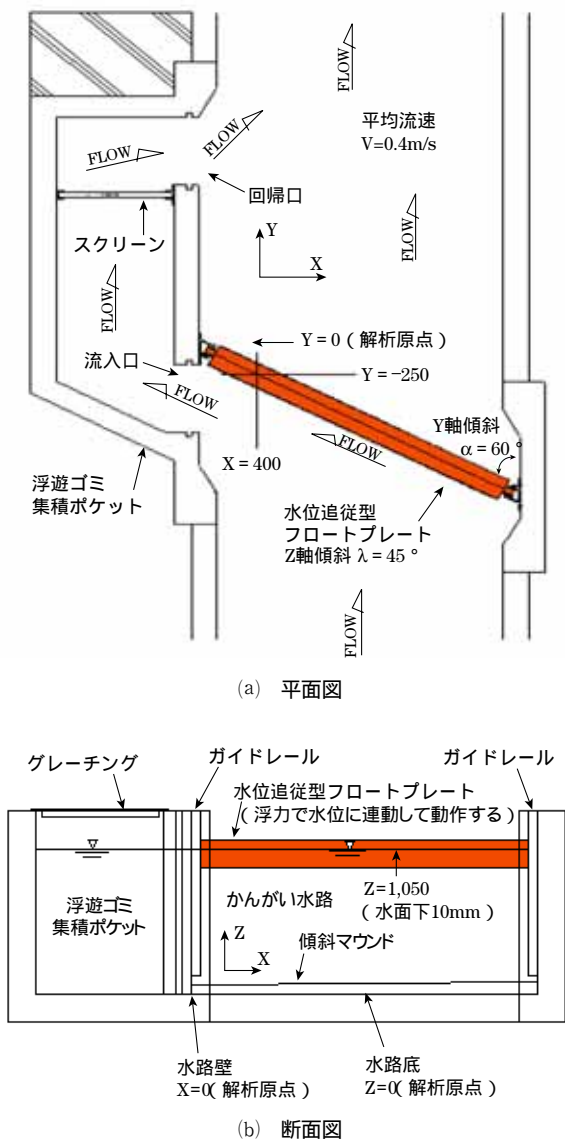 FLOW
平均流速
V=0.4m/s
FLOW
FLOW
回帰口
スクリーン
Y
X
FLOW
FLOW
Y=0(解析原点)
流入口
Y=−250
FLOW
FLOW
Y軸傾斜
α=60°
X=400
浮遊ゴミ
集積ポケット
水位追従型
フロートプレート
Z軸傾斜 λ=45°
FLOW
(a) 平面図
グレーチング
ガイドレール
ガイドレール
水位追従型フロートプレート
(浮力で水位に連動して動作する)
浮遊ゴミ
集積ポケット
かんがい水路
Z=1,050
(水面下10mm)
Z
X
傾斜マウンド
水路壁
X=0(解析原点)
水路底
Z=0(解析原点)
(b) 断面図